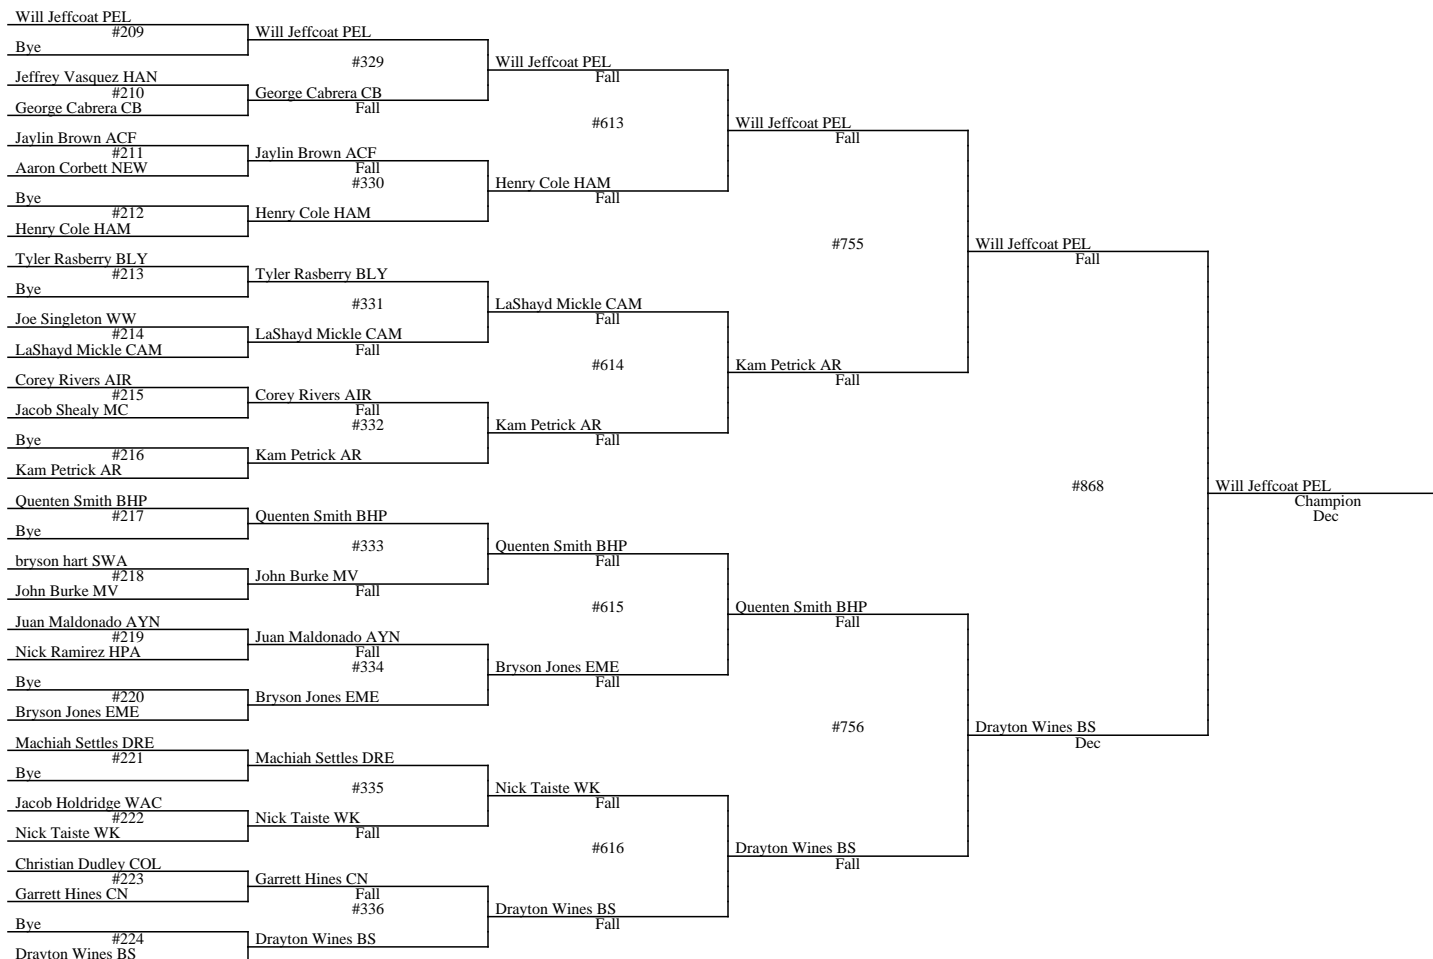 Will Jeffcoat PEL
#209
Bye
Will Jeffcoat PEL
#329
Will Jeffcoat PEL
Fall
Jeffrey Vasquez HAN
#210
George Cabrera CB
George Cabrera CB
Fall
#613
Will Jeffcoat PEL
Fall
Jaylin Brown ACF
#211
Aaron Corbett NEW
Jaylin Brown ACF
Fall
#330
Henry Cole HAM
Fall
Bye
#212
Henry Cole HAM
Henry Cole HAM
#755
Will Jeffcoat PEL
Fall
Tyler Rasberry BLY
#213
Bye
Tyler Rasberry BLY
#331
LaShayd Mickle CAM
Fall
Joe Singleton WW
#214
LaShayd Mickle CAM
LaShayd Mickle CAM
Fall
#614
Kam Petrick AR
Fall
Corey Rivers AIR
#215
Jacob Shealy MC
Corey Rivers AIR
Fall
#332
Kam Petrick AR
Fall
Bye
#216
Kam Petrick AR
Kam Petrick AR
#868
Will Jeffcoat PEL
Champion
Dec
Quenten Smith BHP
#217
Bye
Quenten Smith BHP
#333
Quenten Smith BHP
Fall
bryson hart SWA
#218
John Burke MV
John Burke MV
Fall
#615
Quenten Smith BHP
Fall
Juan Maldonado AYN
#219
Nick Ramirez HPA
Juan Maldonado AYN
Fall
#334
Bryson Jones EME
Fall
Bye
#220
Bryson Jones EME
Bryson Jones EME
#756
Drayton Wines BS
Dec
Machiah Settles DRE
#221
Bye
Machiah Settles DRE
#335
Nick Taiste WK
Fall
Jacob Holdridge WAC
#222
Nick Taiste WK
Nick Taiste WK
Fall
#616
Drayton Wines BS
Fall
Christian Dudley COL
#223
Garrett Hines CN
Garrett Hines CN
Fall
#336
Drayton Wines BS
Fall
Bye
#224
Drayton Wines BS
Drayton Wines BS